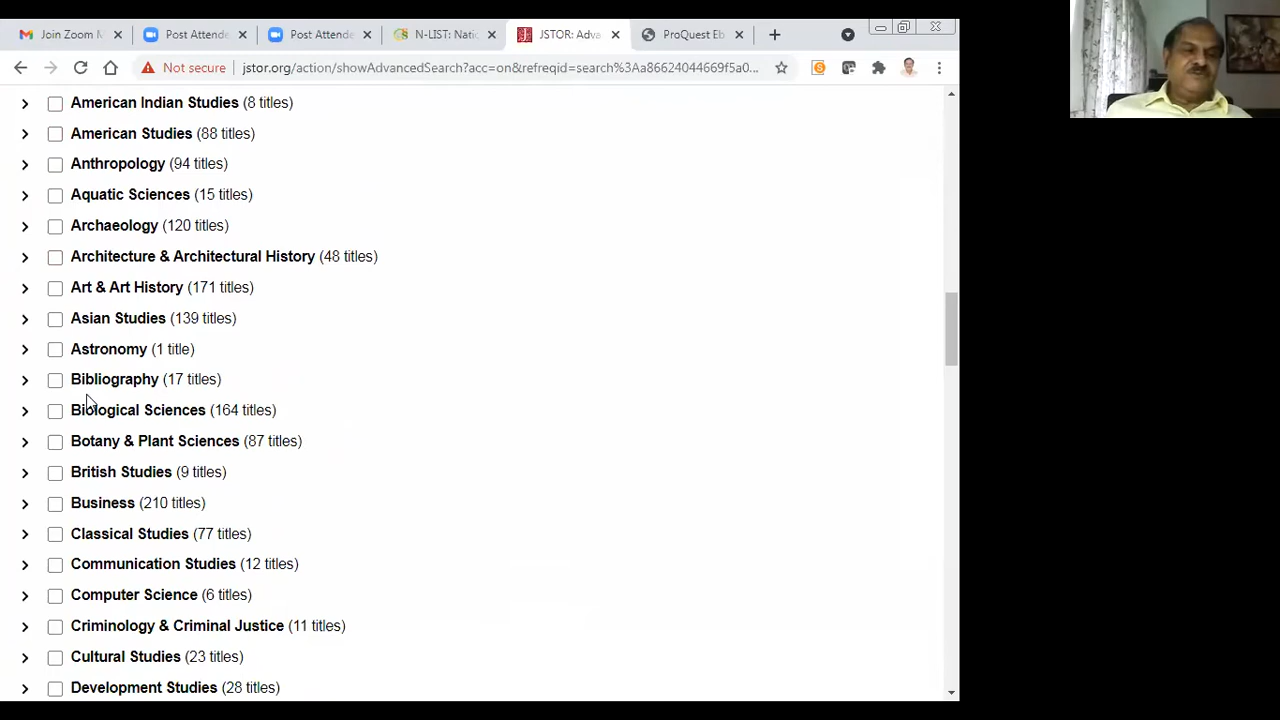 Join Zoom M
Post Attende
Post Attende
N-LIST: Natio
JSTOR: Adva
ProQuest Eb
Not secure
jstor.org/action/showAdvancedSearch?acc=on&refreqid=search%3Aa86624044669f5a0...
American Indian Studies (8 titles)
American Studies (88 titles)
Anthropology (94 titles)
Aquatic Sciences (15 titles)
Archaeology (120 titles)
Architecture & Architectural History (48 titles)
Art & Art History (171 titles)
Asian Studies (139 titles)
Astronomy (1 title)
Bibliography (17 titles)
Biological Sciences (164 titles)
Botany & Plant Sciences (87 titles)
British Studies (9 titles)
Business (210 titles)
Classical Studies (77 titles)
Communication Studies (12 titles)
Computer Science (6 titles)
Criminology & Criminal Justice (11 titles)
Cultural Studies (23 titles)
Development Studies (28 titles)